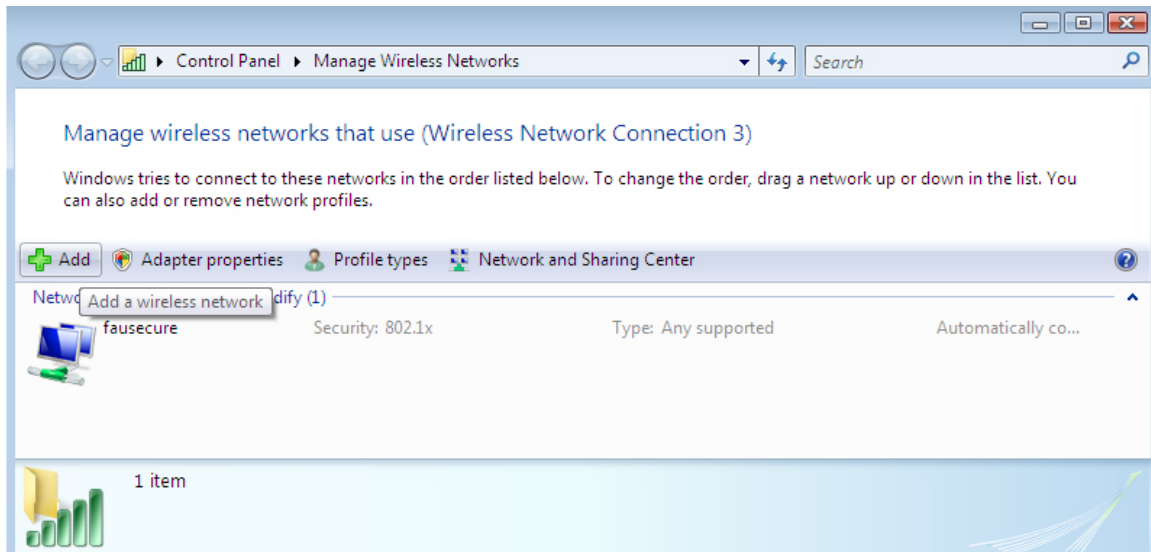 Control Panel ▸ Manage Wireless Networks
Search
Manage wireless networks that use (Wireless Network Connection 3)
Windows tries to connect to these networks in the order listed below. To change the order, drag a network up or down in the list. You
can also add or remove network profiles.
Add Adapter properties Profile types Network and Sharing Center
dify (1)
Add a wireless network
fausecure Security: 802.1x Type: Any supported Automatically co...
1 item